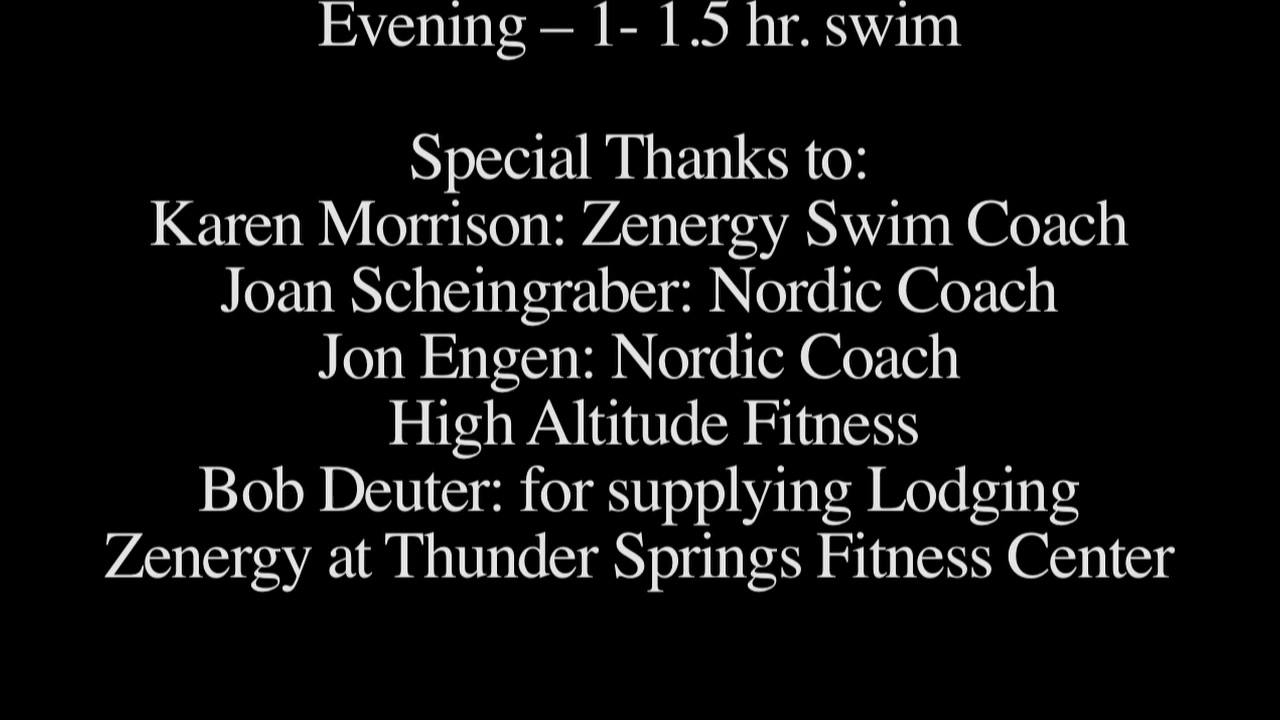 Evening – 1- 1.5 hr. swim
Special Thanks to:
Karen Morrison: Zenergy Swim Coach
Joan Scheingraber: Nordic Coach
Jon Engen: Nordic Coach
High Altitude Fitness
Bob Deuter: for supplying Lodging
Zenergy at Thunder Springs Fitness Center